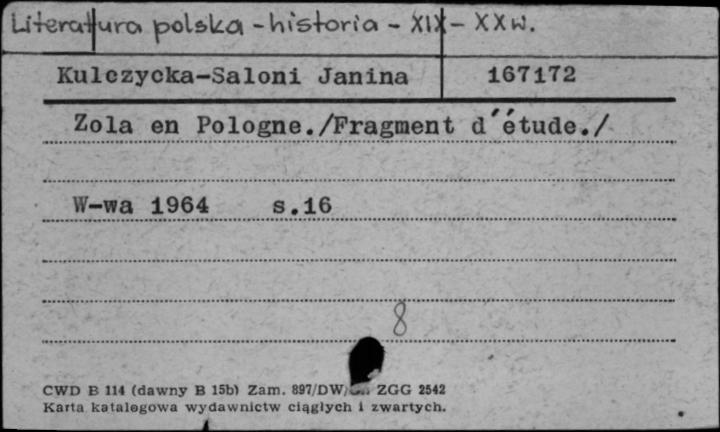 Literatura polska - historia - XIX - XX w.
Kulczycka-Saloni Janina 167172
Zola en Pologne./Fragment d'étude./
W-wa 1964 s.16
8
CWD B 114 (dawny B 15b) Zam. 897/DW/ ZGG 2542
Karta katalogowa wydawnictw ciągłych i zwartych.